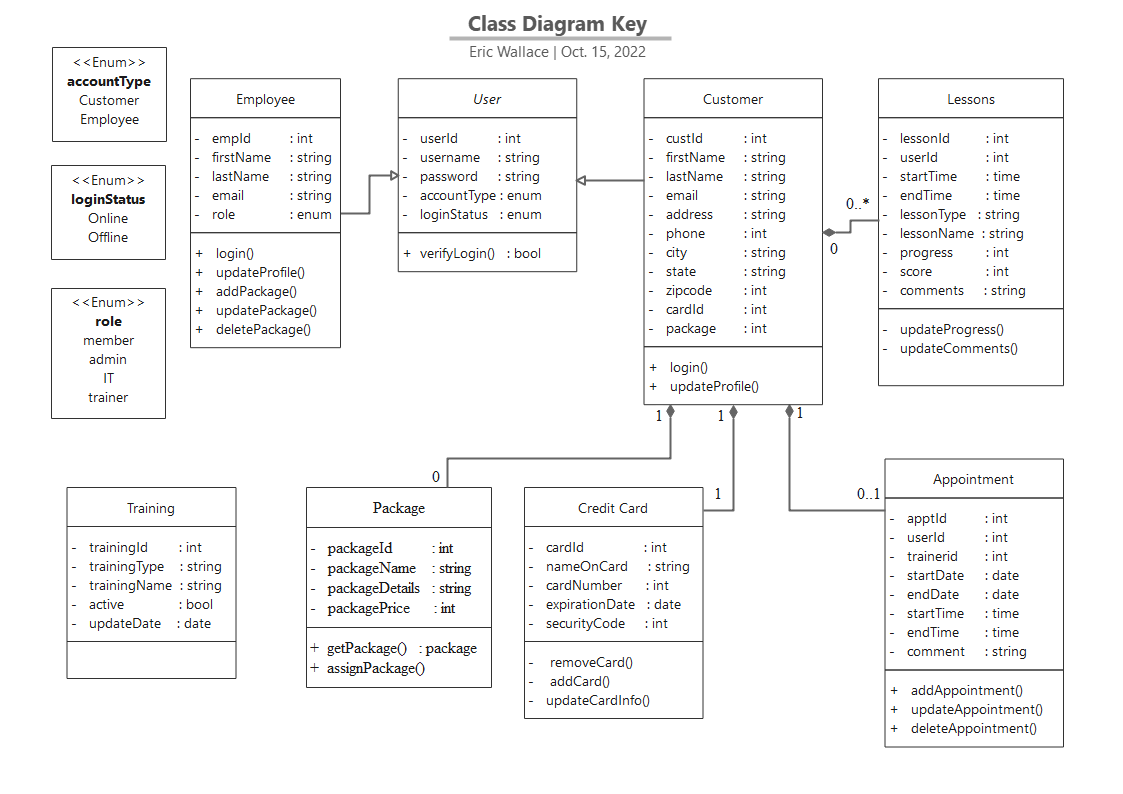 Class Diagram Key
Eric Wallace | Oct. 15, 2022
<<Enum>>
accountType
Customer
Employee
<<Enum>>
loginStatus
Online
Offline
<<Enum>>
role
member
admin
IT
trainer
Employee
- empId : int
- firstName : string
- lastName : string
- email : string
- role : enum
+ login()
+ updateProfile()
+ addPackage()
+ updatePackage()
+ deletePackage()
User
- userId : int
- username : string
- password : string
- accountType : enum
- loginStatus : enum
+ verifyLogin() : bool
Customer
- custId : int
- firstName : string
- lastName : string
- email : string
- address : string
- phone : int
- city : string
- state : string
- zipcode : int
- cardId : int
- package : int
+ login()
+ updateProfile()
0..*
0
Lessons
- lessonId : int
- userId : int
- startTime : time
- endTime : time
- lessonType : string
- lessonName : string
- progress : int
- score : int
- comments : string
- updateProgress()
- updateComments()
1
1
1
0
1
0..1
Training
- trainingId : int
- trainingType : string
- trainingName : string
- active : bool
- updateDate : date
Package
- packageId : int
- packageName : string
- packageDetails : string
- packagePrice : int
+ getPackage() : package
+ assignPackage()
Credit Card
- cardId : int
- nameOnCard : string
- cardNumber : int
- expirationDate : date
- securityCode : int
- removeCard()
- addCard()
- updateCardInfo()
Appointment
- apptId : int
- userId : int
- trainerid : int
- startDate : date
- endDate : date
- startTime : time
- endTime : time
- comment : string
+ addAppointment()
+ updateAppointment()
+ deleteAppointment()